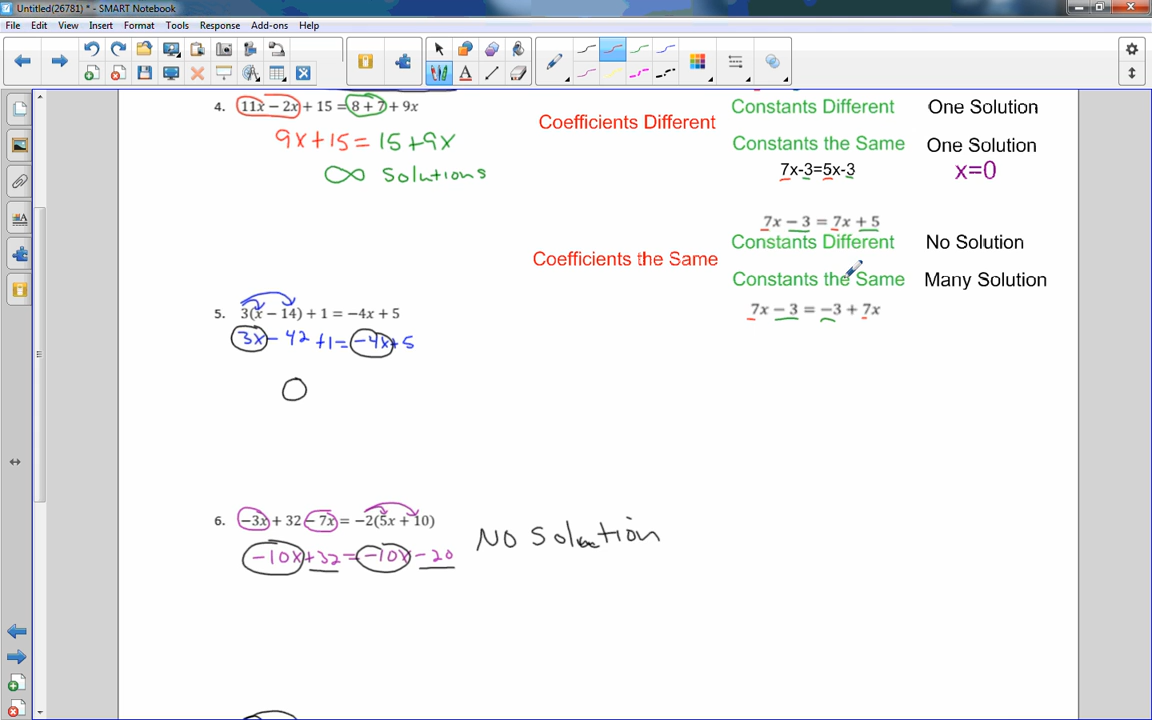 Untitled(26781) * - SMART Notebook
File Edit View Insert Format Tools Response Add-ons Help
4. 11x − 2x + 15 = 8 + 7 + 9x
9x+15 = 15+9x
∞ Solutions
Coefficients Different
Constants Different One Solution
Constants the Same One Solution
7x-3=5x-3 x=0
7x − 3 = 7x + 5
Coefficients the Same
Constants Different No Solution
Constants the Same Many Solution
7x − 3 = −3 + 7x
5. 3(x − 14) + 1 = −4x + 5
3x - 42 +1 = -4x+5
6. −3x + 32 − 7x = −2(5x + 10)
-10x+32 = -10x -20
No Solution